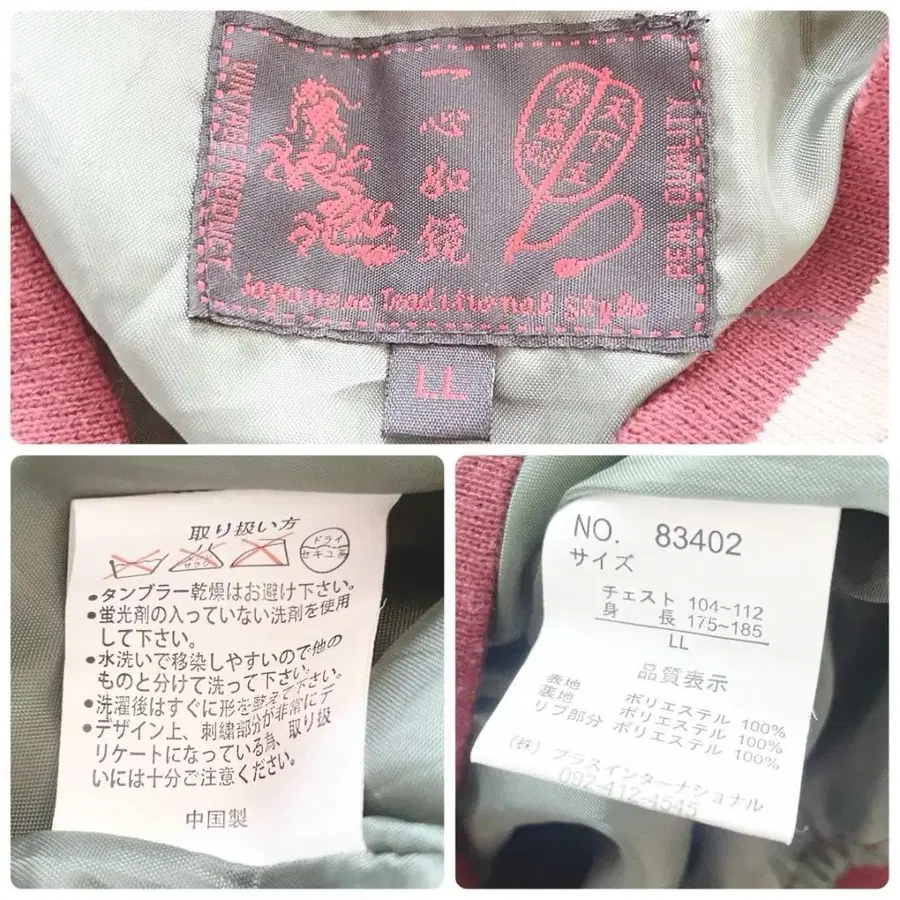 一心如鏡
天下五
REAL QUALITY
Japanese Traditional Style
LL
取り扱い方
ドライ
セキユ系
●タンブラー乾燥はお避け下さい。
●蛍光剤の入っていない洗剤を使用
して下さい。
●水洗いで移染しやすいので他の
ものと分けて洗って下さい。
●洗濯後はすぐに形を整えて下さい。
●デザイン上、刺繍部分が非常にデ
リケートになっている為、取り扱
いには十分ご注意ください。
中国製
NO. 83402
サイズ
チェスト 104~112
身 長 175~185
LL
品質表示
表地 ポリエステル 100%
裏地 ポリエステル 100%
リブ部分 ポリエステル 100%
(株) プラスインターナショナル
092-412-4545